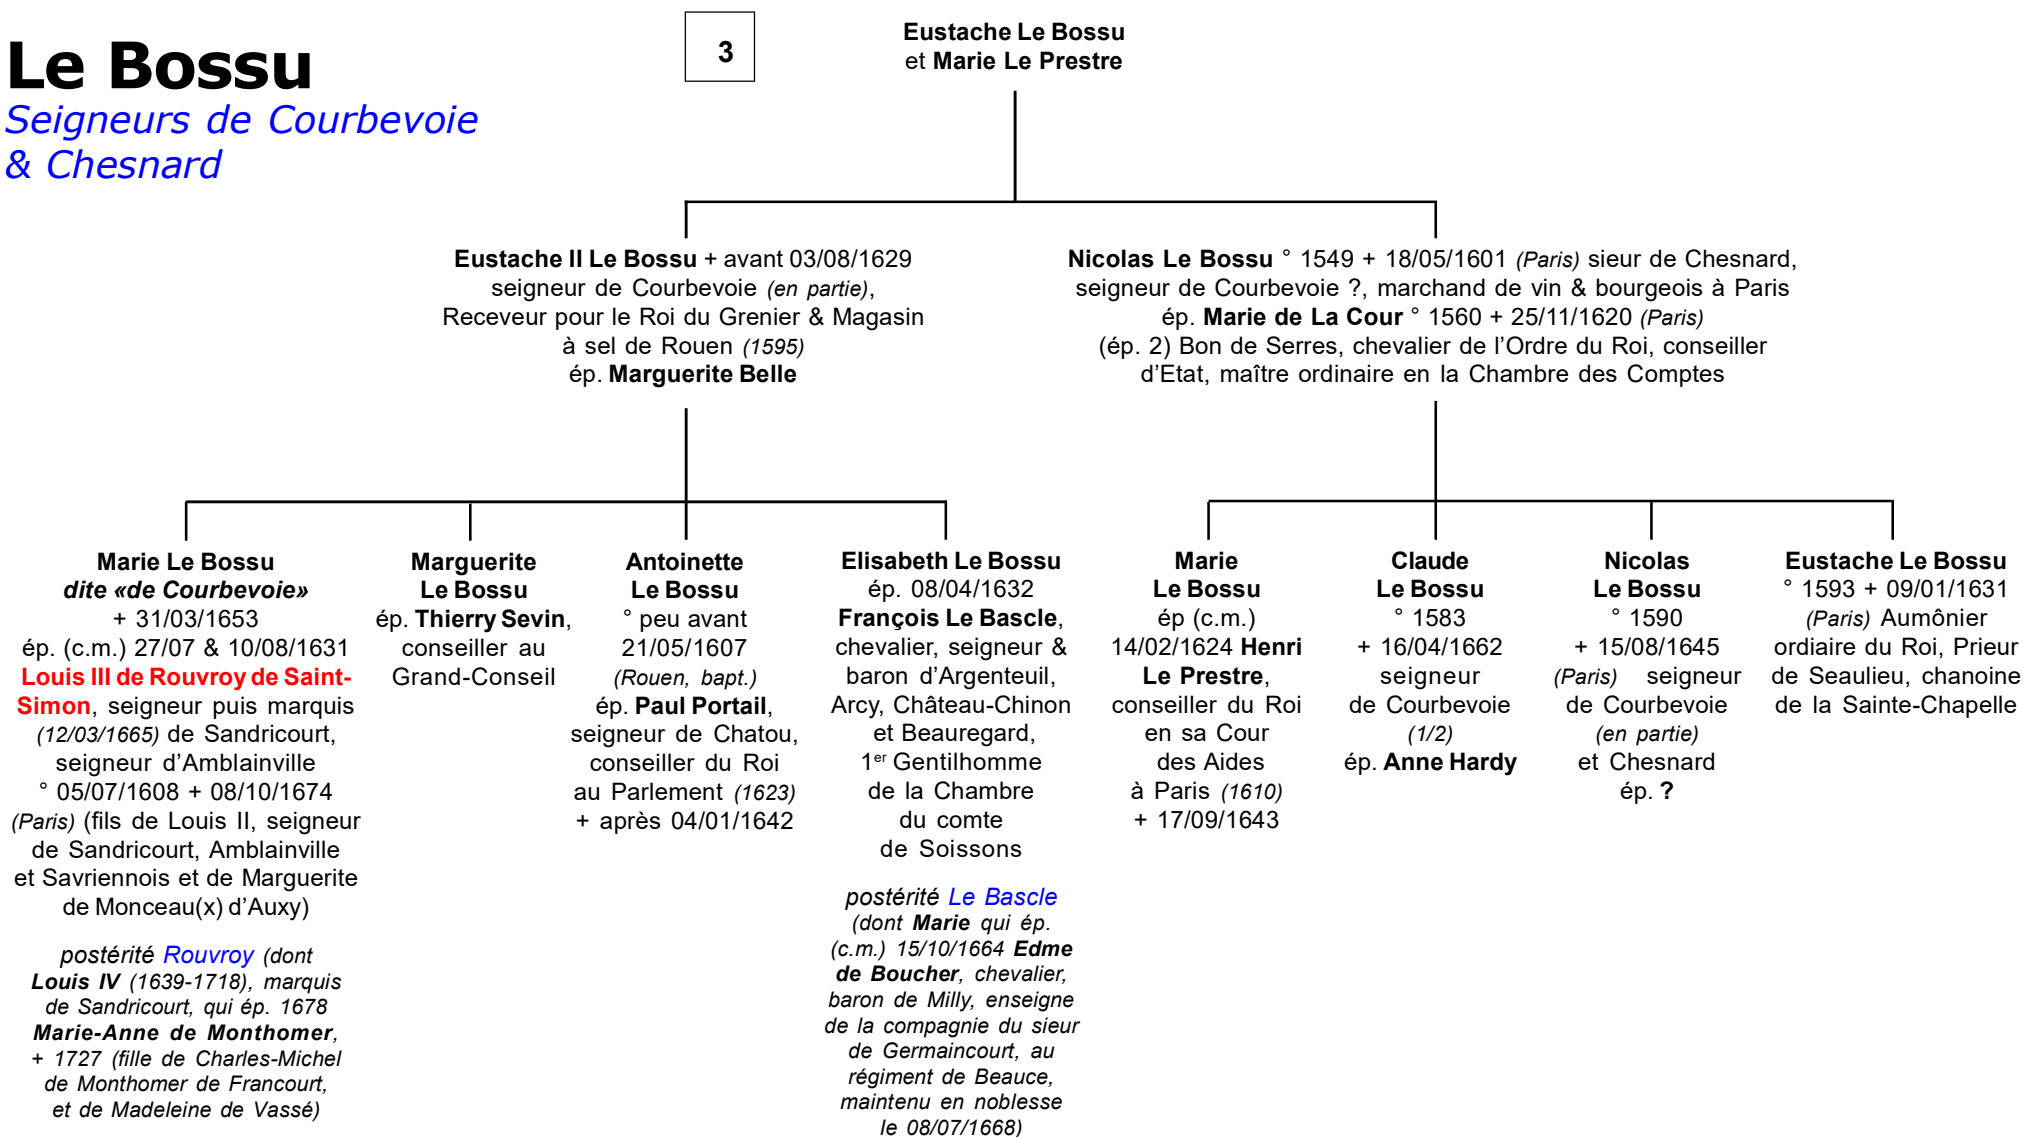 Le Bossu
Seigneurs de Courbevoie
& Chesnard
3
Eustache Le Bossu
et Marie Le Prestre
Eustache II Le Bossu + avant 03/08/1629
seigneur de Courbevoie (en partie),
Receveur pour le Roi du Grenier & Magasin
à sel de Rouen (1595)
ép. Marguerite Belle
Nicolas Le Bossu ° 1549 + 18/05/1601 (Paris) sieur de Chesnard,
seigneur de Courbevoie ?, marchand de vin & bourgeois à Paris
ép. Marie de La Cour ° 1560 + 25/11/1620 (Paris)
(ép. 2) Bon de Serres, chevalier de l’Ordre du Roi, conseiller
d’Etat, maître ordinaire en la Chambre des Comptes
Marie Le Bossu
dite «de Courbevoie»
+ 31/03/1653
ép. (c.m.) 27/07 & 10/08/1631
Louis III de Rouvroy de Saint-
Simon, seigneur puis marquis
(12/03/1665) de Sandricourt,
seigneur d’Amblainville
° 05/07/1608 + 08/10/1674
(Paris) (fils de Louis II, seigneur
de Sandricourt, Amblainville
et Savriennois et de Marguerite
de Monceau(x) d’Auxy)
postérité Rouvroy (dont
Louis IV (1639-1718), marquis
de Sandricourt, qui ép. 1678
Marie-Anne de Monthomer,
+ 1727 (fille de Charles-Michel
de Monthomer de Francourt,
et de Madeleine de Vassé)
Marguerite
Le Bossu
ép. Thierry Sevin,
conseiller au
Grand-Conseil
Antoinette
Le Bossu
° peu avant
21/05/1607
(Rouen, bapt.)
ép. Paul Portail,
seigneur de Chatou,
conseiller du Roi
au Parlement (1623)
+ après 04/01/1642
Elisabeth Le Bossu
ép. 08/04/1632
François Le Bascle,
chevalier, seigneur &
baron d’Argenteuil,
Arcy, Château-Chinon
et Beauregard,
1er Gentilhomme
de la Chambre
du comte
de Soissons
postérité Le Bascle
(dont Marie qui ép.
(c.m.) 15/10/1664 Edme
de Boucher, chevalier,
baron de Milly, enseigne
de la compagnie du sieur
de Germaincourt, au
régiment de Beauce,
maintenu en noblesse
le 08/07/1668)
Marie
Le Bossu
ép (c.m.)
14/02/1624 Henri
Le Prestre,
conseiller du Roi
en sa Cour
des Aides
à Paris (1610)
+ 17/09/1643
Claude
Le Bossu
° 1583
+ 16/04/1662
seigneur
de Courbevoie
(1/2)
ép. Anne Hardy
Nicolas
Le Bossu
° 1590
+ 15/08/1645
(Paris) seigneur
de Courbevoie
(en partie)
et Chesnard
ép. ?
Eustache Le Bossu
° 1593 + 09/01/1631
(Paris) Aumônier
ordiaire du Roi, Prieur
de Seaulieu, chanoine
de la Sainte-Chapelle